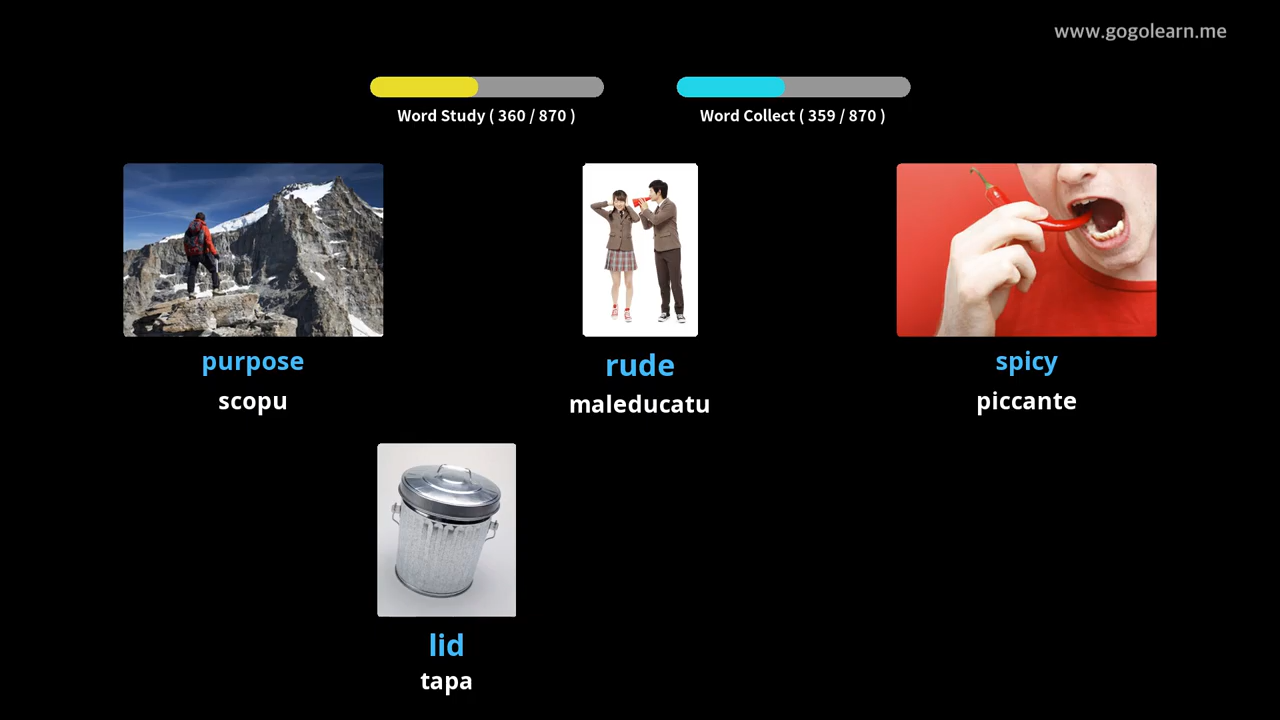 www.gogolearn.me
Word Study ( 360 / 870 )
Word Collect ( 359 / 870 )
purpose
scopu
rude
maleducatu
spicy
piccante
lid
tapa